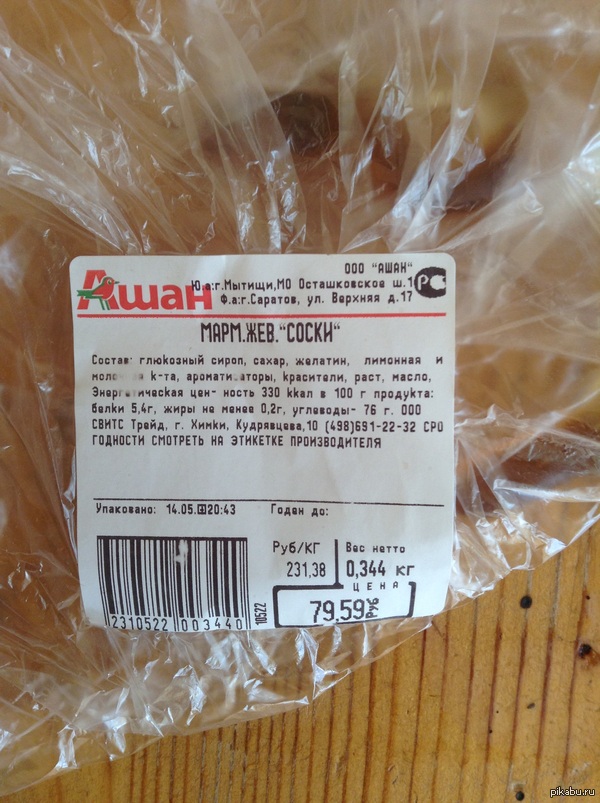 Ашан
ООО "АШАН"
Ю.а:г.Мытищи,МО Осташковское ш.1
Ф.а:г.Саратов, ул. Верхняя д.17
РС
МАРМ.ЖЕВ."СОСКИ"
Состав: глюкозный сироп, сахар, желатин, лимонная и
к-та, красители, раст, масло,
Энергетическая цен- ность 330 ккал в 100 г продукта:
белки 5,4г, жиры не менее 0,2г, углеводы- 76 г. ООО
СВИТС Трейд, г. Химки, Кудрявцева,10 (498)691-22-32 СРО
ГОДНОСТИ СМОТРЕТЬ НА ЭТИКЕТКЕ ПРОИЗВОДИТЕЛЯ
Упаковано: 14.05. 20:43 Годен до:
Руб/КГ Вес нетто
231,38 0,344 кг
ЦЕНА
79,59 РУБ
2310522 003440
10522
pikabu.ru